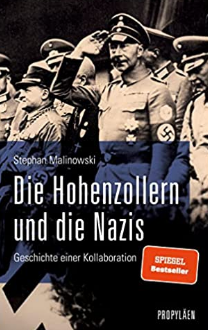 Stephan Malinowski
Die Hohenzollern
und die Nazis
Geschichte einer Kollaboration
SPIEGEL
Bestseller
PROPYLÄEN